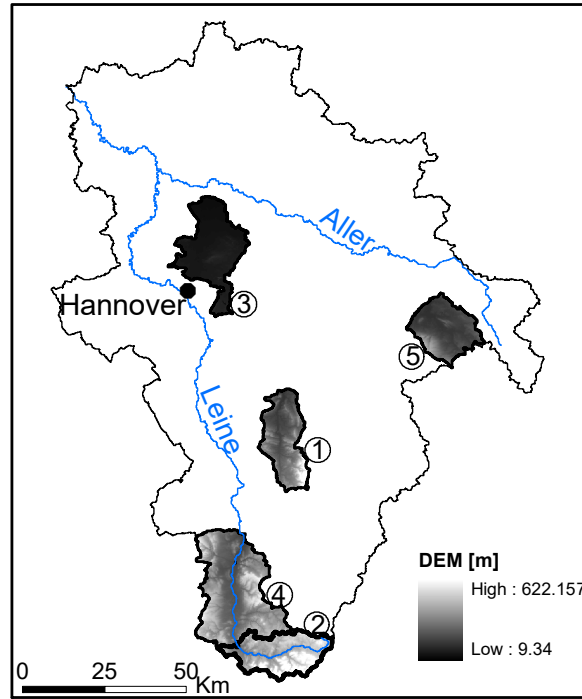 Aller
Hannover
③
⑤
Leine
①
DEM [m]
High : 622.157
④
②
Low : 9.34
0 25 50
Km